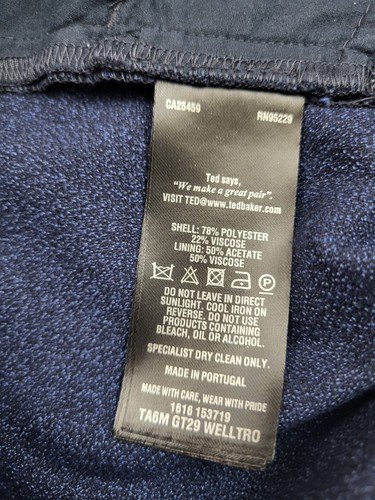 CA25459 RN95229
Ted says,
"We make a great pair".
VISIT TED@www.tedbaker.com
SHELL: 78% POLYESTER
22% VISCOSE
LINING: 50% ACETATE
50% VISCOSE
P
DO NOT LEAVE IN DIRECT
SUNLIGHT. COOL IRON ON
REVERSE. DO NOT USE
PRODUCTS CONTAINING
BLEACH, OIL OR ALCOHOL.
SPECIALIST DRY CLEAN ONLY.
MADE IN PORTUGAL
MADE WITH CARE, WEAR WITH PRIDE
1616 153719
TA6M GT29 WELLTRO